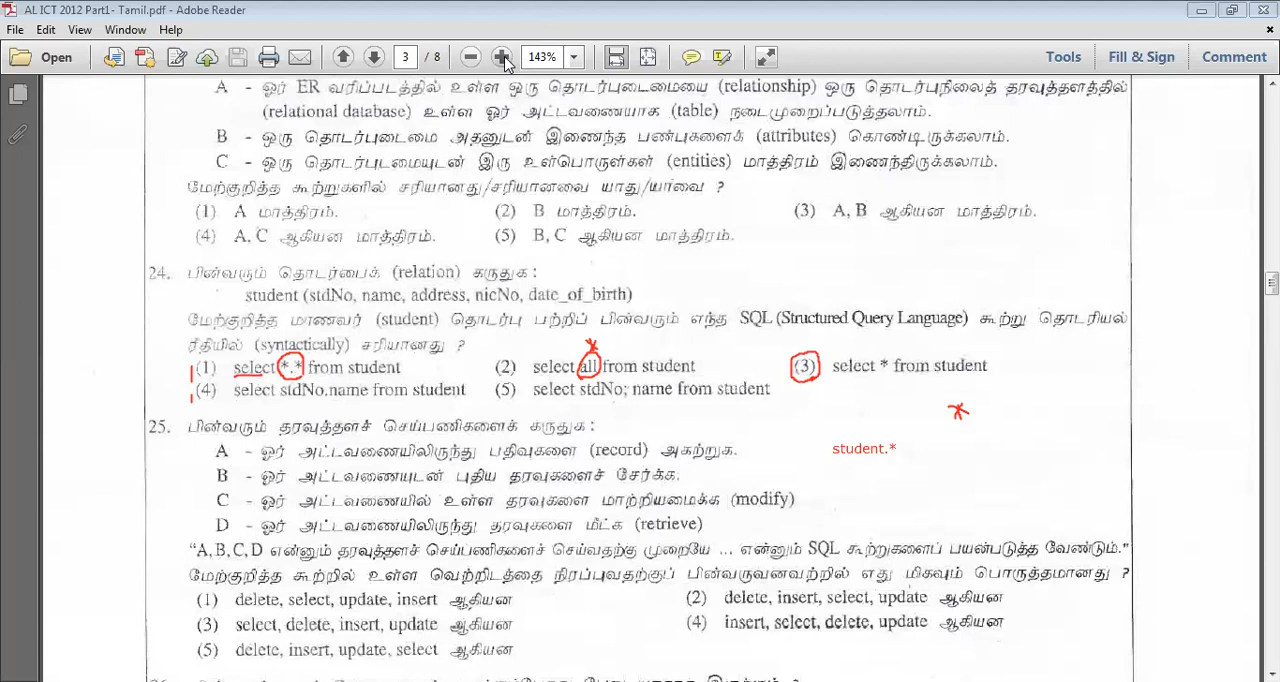 AL ICT 2012 Part1- Tamil.pdf - Adobe Reader
File Edit View Window Help
Open 3 / 8 143% Tools Fill & Sign Comment
A - ஓர் ER வரிப்படத்தில் உள்ள ஒரு தொடர்புடைமையை (relationship) ஒரு தொடர்புநிலைத் தரவுத்தளத்தில்
(relational database) உள்ள ஓர் அட்டவணையாக (table) நடைமுறைப்படுத்தலாம்.
B - ஒரு தொடர்புடைமை அதனுடன் இணைந்த பண்புகளைக் (attributes) கொண்டிருக்கலாம்.
C - ஒரு தொடர்புடமையுடன் இரு உள்பொருள்கள் (entities) மாத்திரம் இணைந்திருக்கலாம்.
மேற்குறித்த கூற்றுகளில் சரியானது/சரியானவை யாது/யாவை ?
(1) A மாத்திரம். (2) B மாத்திரம். (3) A, B ஆகியன மாத்திரம்.
(4) A, C ஆகியன மாத்திரம். (5) B, C ஆகியன மாத்திரம்.
24. பின்வரும் தொடர்பைக் (relation) கருதுக :
student (stdNo, name, address, nicNo, date_of_birth)
மேற்குறித்த மாணவர் (student) தொடர்பு பற்றிப் பின்வரும் எந்த SQL (Structured Query Language) கூற்று தொடரியல்
ரீதியில் (syntactically) சரியானது ?
(1) select *.* from student (2) select all from student (3) select * from student
(4) select stdNo.name from student (5) select stdNo; name from student
25. பின்வரும் தரவுத்தளச் செய்பணிகளைக் கருதுக :
A - ஓர் அட்டவணையிலிருந்து பதிவுகளை (record) அகற்றுக.
student.*
B - ஓர் அட்டவணையுடன் புதிய தரவுகளைச் சேர்க்க.
C - ஓர் அட்டவணையில் உள்ள தரவுகளை மாற்றியமைக்க (modify)
D - ஓர் அட்டவணையிலிருந்து தரவுகளை மீட்க (retrieve)
“A, B, C, D என்னும் தரவுத்தளச் செய்பணிகளைச் செய்வதற்கு முறையே ... என்னும் SQL கூற்றுகளைப் பயன்படுத்த வேண்டும்.”
மேற்குறித்த கூற்றில் உள்ள வெற்றிடத்தை நிரப்புவதற்குப் பின்வருவனவற்றில் எது மிகவும் பொருத்தமானது ?
(1) delete, select, update, insert ஆகியன (2) delete, insert, select, update ஆகியன
(3) select, delete, insert, update ஆகியன (4) insert, select, delete, update ஆகியன
(5) delete, insert, update, select ஆகியன